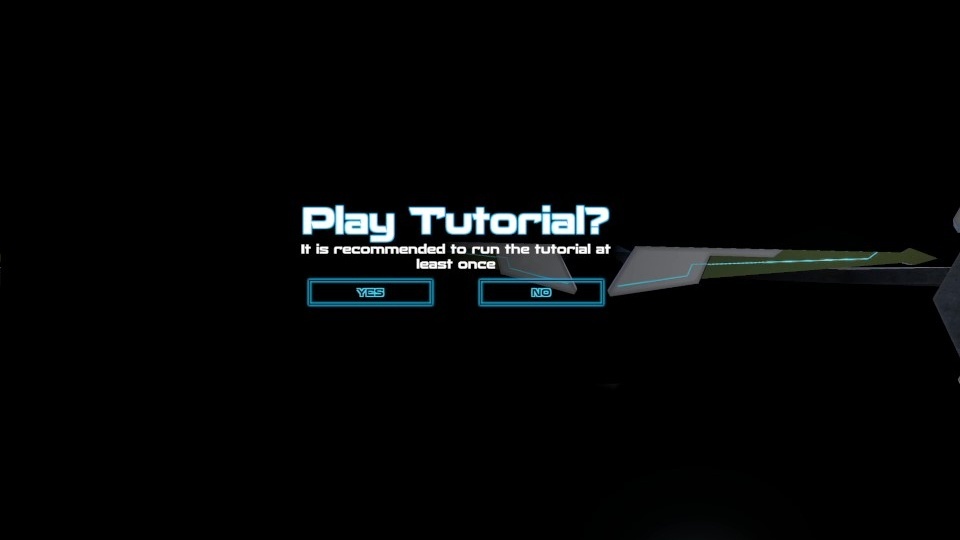 Play Tutorial?
It is recommended to run the tutorial at
least once
YES
NO